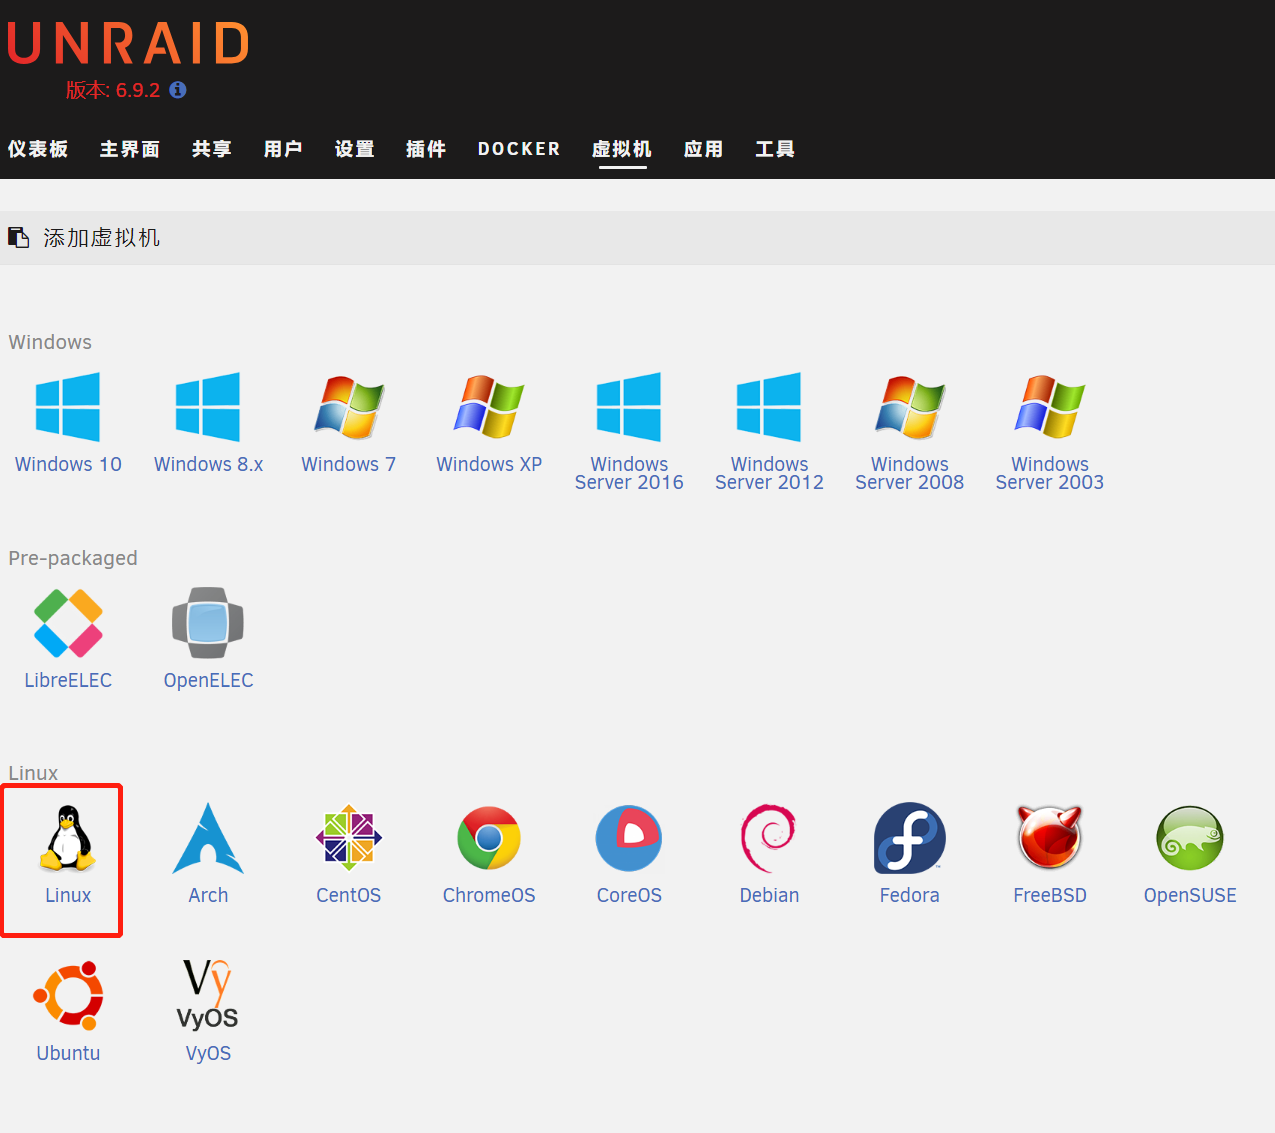 UNRAID
版本: 6.9.2
仪表板 主界面 共享 用户 设置 插件 DOCKER 虚拟机 应用 工具
添加虚拟机
Windows
Windows 10 Windows 8.x Windows 7 Windows XP Windows Server 2016 Windows Server 2012 Windows Server 2008 Windows Server 2003
Pre-packaged
LibreELEC OpenELEC
Linux
Linux Arch CentOS ChromeOS CoreOS Debian Fedora FreeBSD OpenSUSE
Vy
VyOS
Ubuntu VyOS